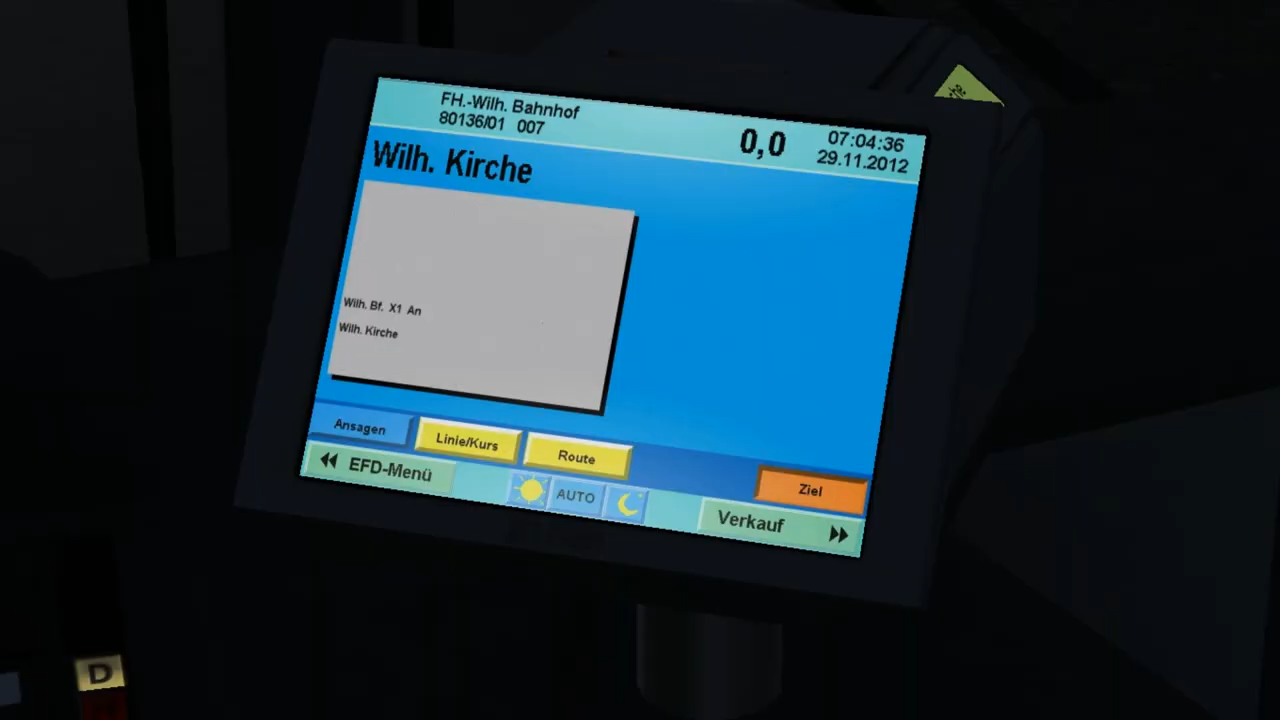 FH.-Wilh. Bahnhof
80136/01 007
0,0
07:04:36
29.11.2012
Wilh. Kirche
Wilh. Bf. X1 An
Wilh. Kirche
Ansagen
Linie/Kurs
Route
Ziel
EFD-Menü
AUTO
Verkauf
D